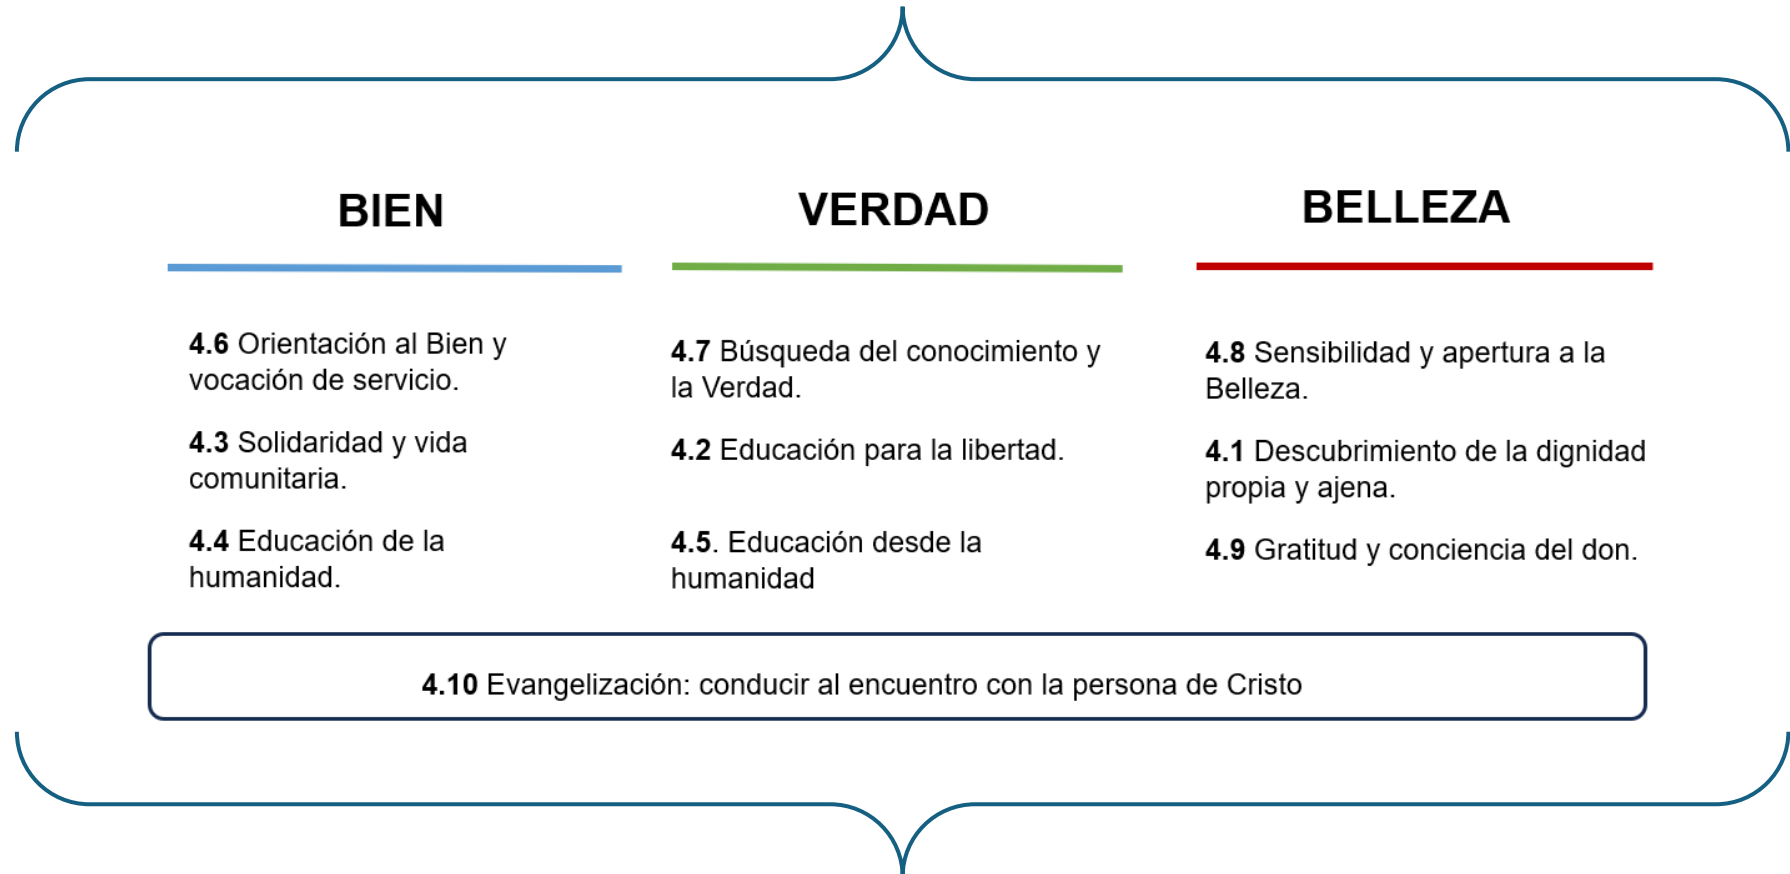 BIEN
4.6 Orientación al Bien y
vocación de servicio.
4.3 Solidaridad y vida
comunitaria.
4.4 Educación de la
humanidad.
VERDAD
4.7 Búsqueda del conocimiento y
la Verdad.
4.2 Educación para la libertad.
4.5. Educación desde la
humanidad
BELLEZA
4.8 Sensibilidad y apertura a la
Belleza.
4.1 Descubrimiento de la dignidad
propia y ajena.
4.9 Gratitud y conciencia del don.
4.10 Evangelización: conducir al encuentro con la persona de Cristo